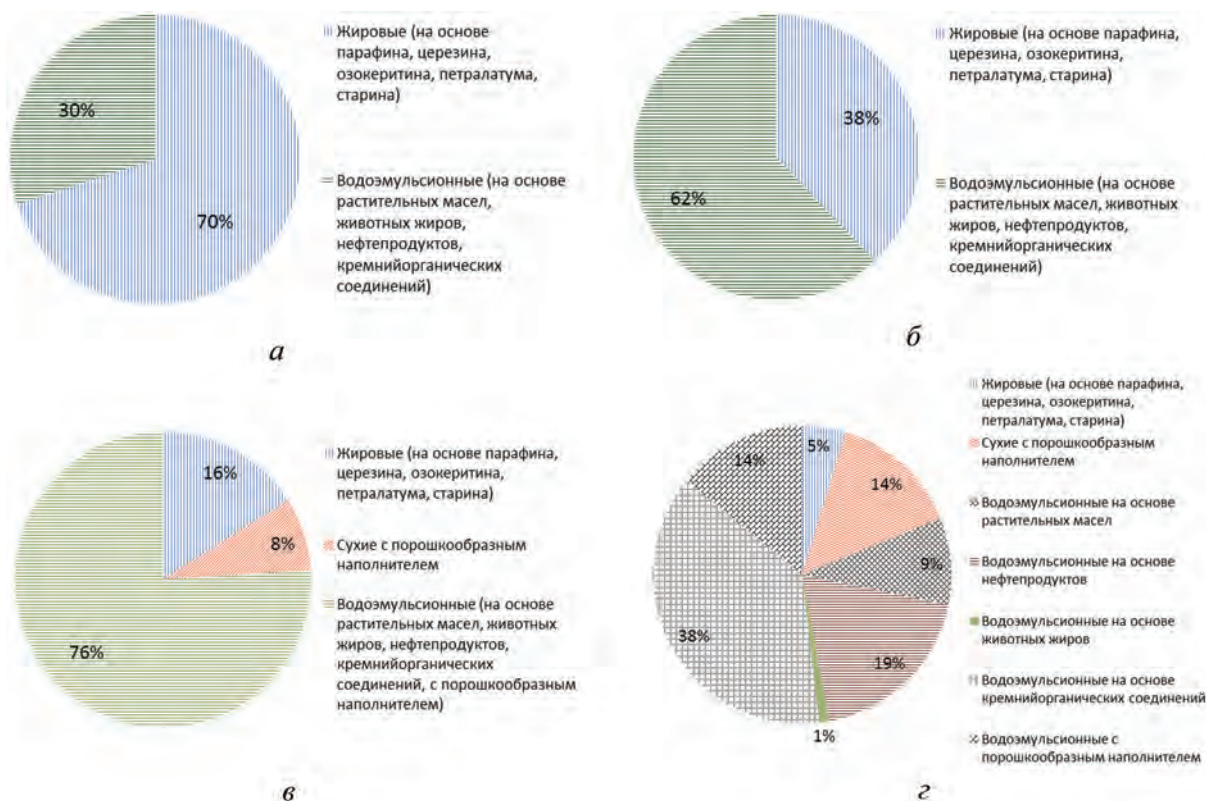 30%
70%
Жировые (на основе
парафина, церезина,
озокеритина, петралатума,
старина)
Водоэмульсионные (на основе
растительных масел,
животных жиров,
нефтепродуктов,
кремнийорганических
соединений)
а
38%
62%
Жировые (на основе парафина,
церезина, озокеритина,
петралатума, старина)
Водоэмульсионные (на основе
растительных масел, животных
жиров, нефтепродуктов,
кремнийорганических
соединений)
б
16%
8%
76%
Жировые (на основе парафина,
церезина, озокеритина,
петралатума, старина)
Сухие с порошкообразным
наполнителем
Водоэмульсионные (на основе
растительных масел, животных
жиров, нефтепродуктов,
кремнийорганических
соединений, с порошкообразным
наполнителем)
в
5%
14%
9%
19%
1%
38%
14%
Жировые (на основе парафина,
церезина, озокеритина,
петралатума, старина)
Сухие с порошкообразным
наполнителем
Водоэмульсионные на основе
растительных масел
Водоэмульсионные на основе
нефтепродуктов
Водоэмульсионные на основе
животных жиров
Водоэмульсионные на основе
кремнийорганических соединений
Водоэмульсионные с
порошкообразным наполнителем
г